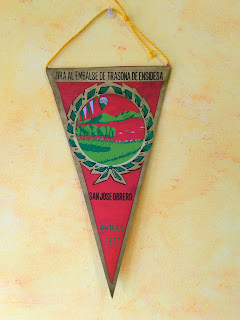 JIRA AL EMBALSE DE TRASONA DE ENSIDESA
SAN JOSE OBRERO
AVILES